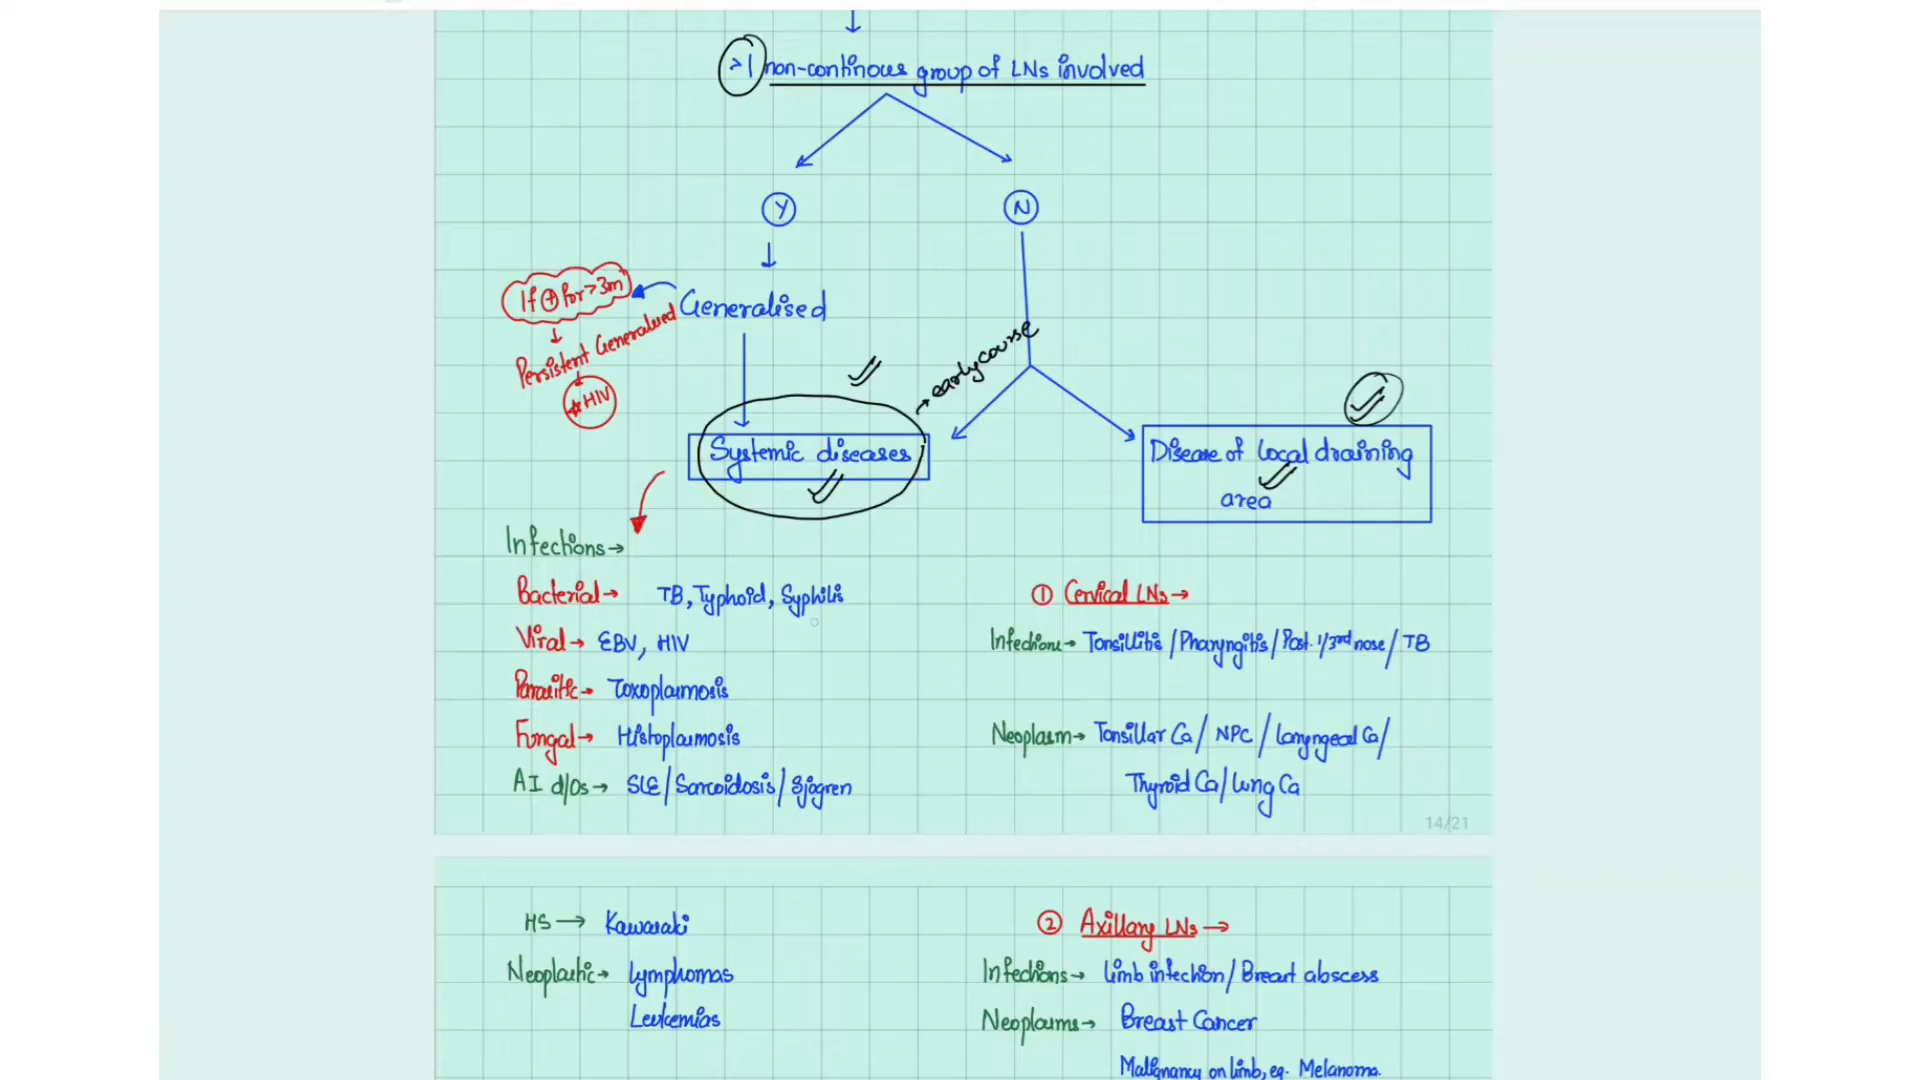 >1 non-continous group of LNs involved
Y
N
If + for >3m
Generalised
Persistent Generalised
*HIV
early course
Systemic diseases
Disease of local draining
area
Infections→
Bacterial→ TB, Typhoid, Syphilis
Viral→ EBV, HIV
Parasitic→ Toxoplasmosis
Fungal→ Histoplasmosis
AI d/Os→ SLE/Sarcoidosis/Sjogren
① Cervical LNs→
Infections→ Tonsillitis/Pharyngitis/Post. 1/3rd nose/TB
Neoplasm→ Tonsillar Ca/NPC/Laryngeal Ca/
Thyroid Ca/Lung Ca
14/21
HS→ Kawasaki
Neoplastic→ Lymphomas
Leukemias
② Axillary LNs→
Infections→ Limb infection/Breast abscess
Neoplasms→ Breast Cancer
Malignancy on limb, eg. Melanoma.